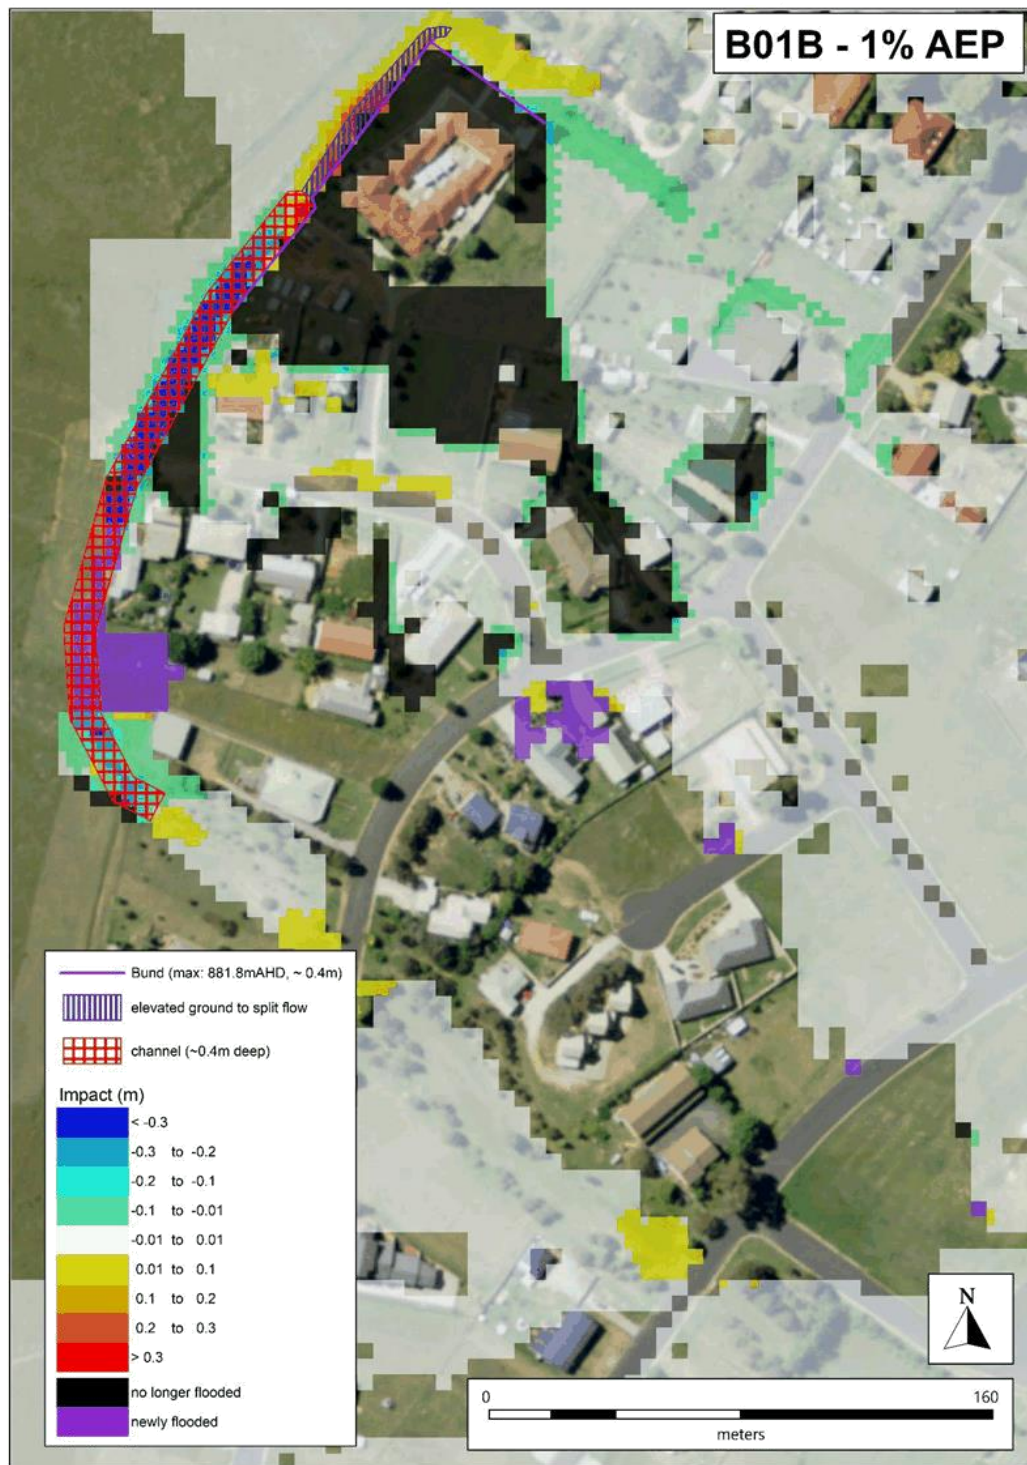 B01B - 1% AEP
Bund (max: 881.8mAHD, ~ 0.4m)
elevated ground to split flow
channel (~0.4m deep)
Impact (m)
< -0.3
-0.3 to -0.2
-0.2 to -0.1
-0.1 to -0.01
-0.01 to 0.01
0.01 to 0.1
0.1 to 0.2
0.2 to 0.3
> 0.3
no longer flooded
newly flooded
N
0 160
meters